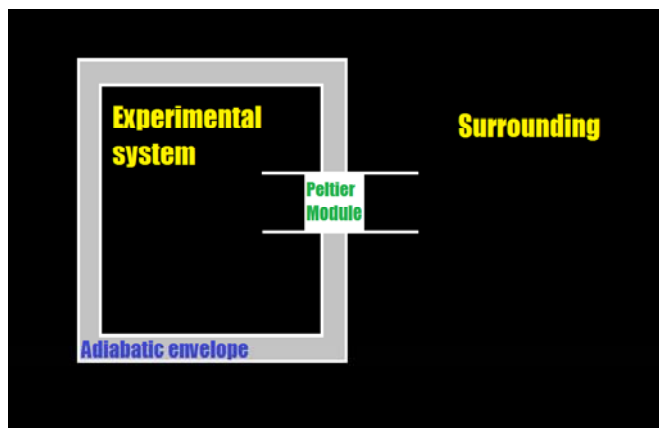 Experimental
system
Surrounding
Peltier
Module
Adiabatic envelope